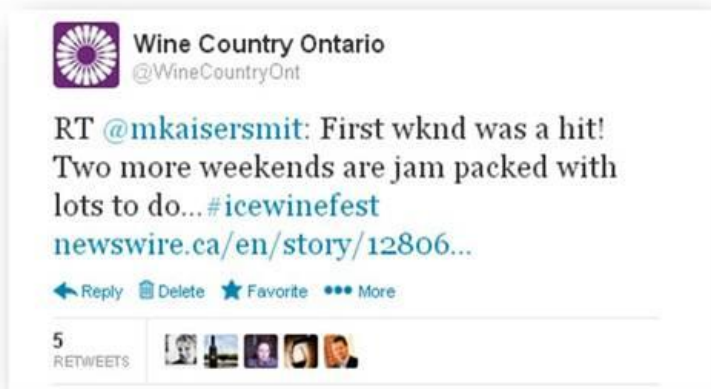 Wine Country Ontario
@WineCountryOnt
RT @mkaisersmit: First wknd was a hit!
Two more weekends are jam packed with
lots to do...#icewinefest
newswire.ca/en/story/12806...
Reply Delete Favorite More
5
RETWEETS